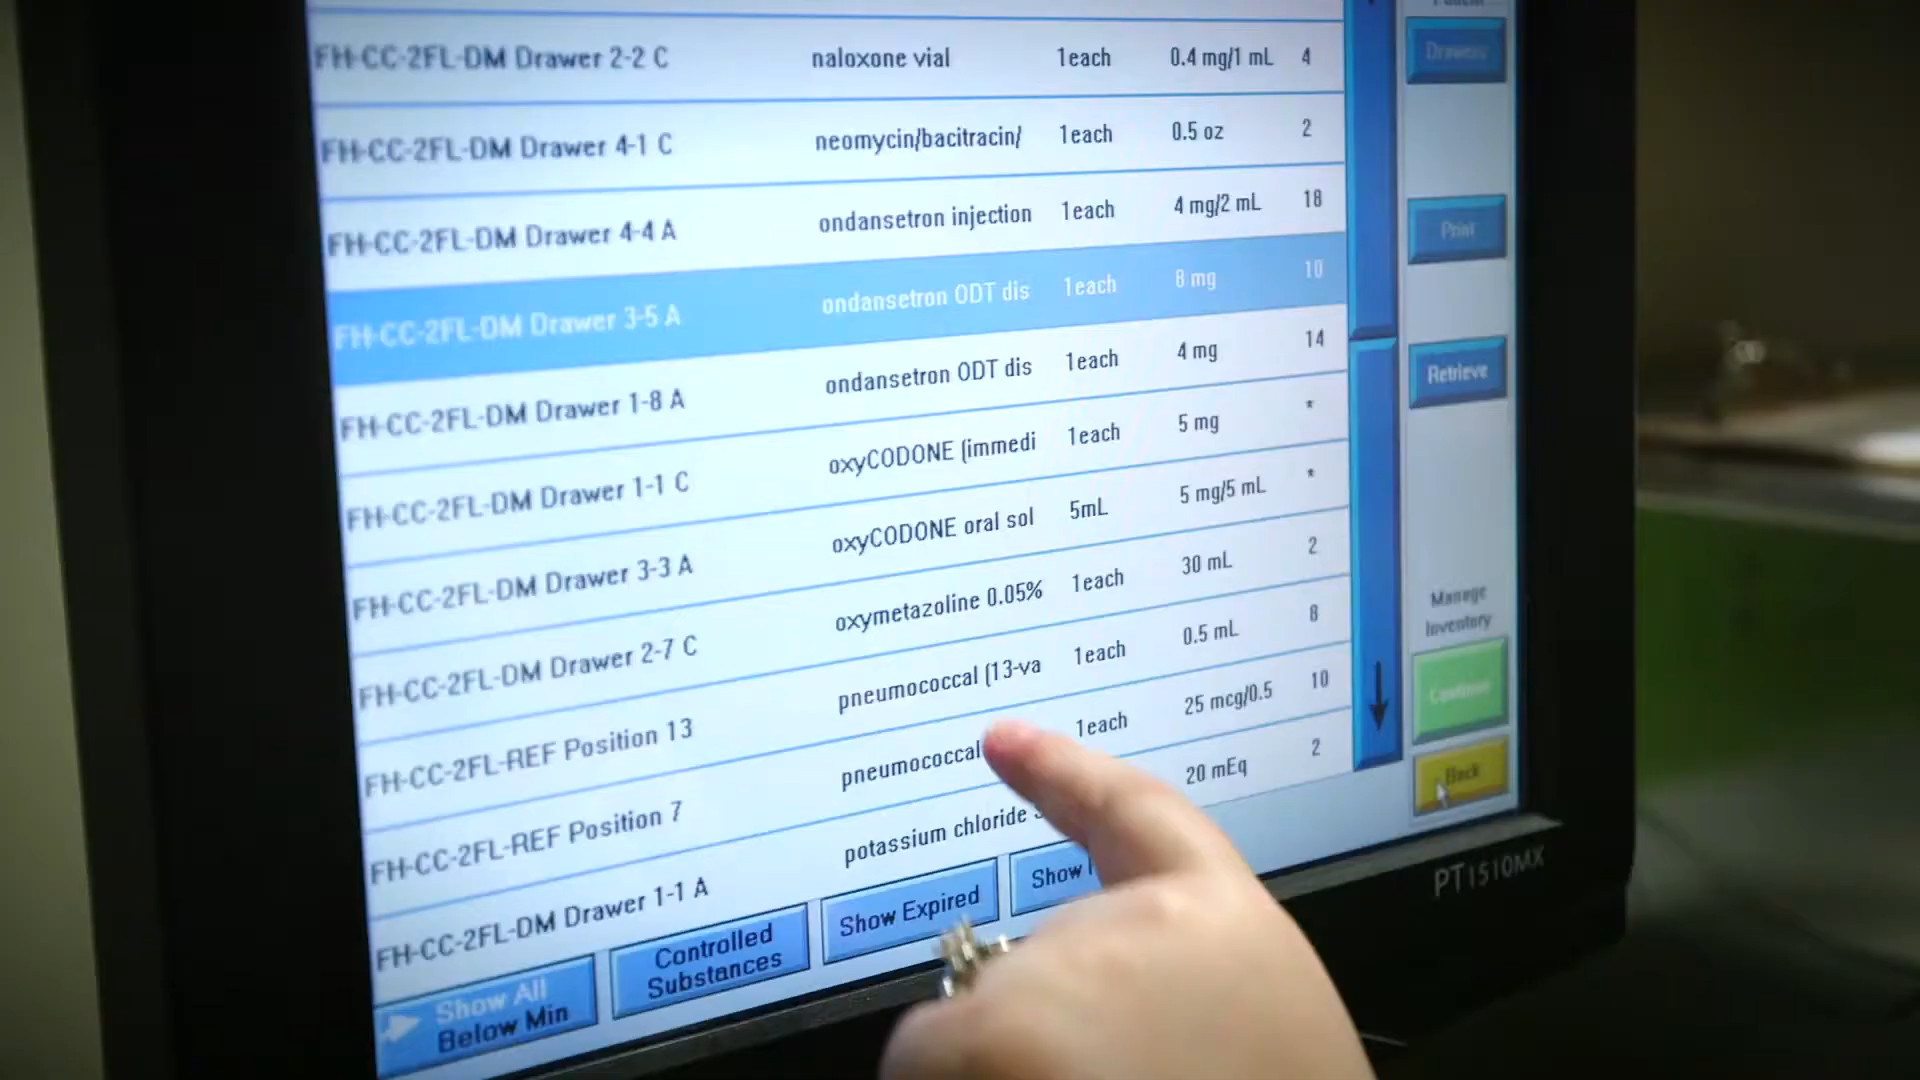 FH-CC-2FL-DM Drawer 2-2 C naloxone vial 1each 0.4 mg/1 mL 4
FH-CC-2FL-DM Drawer 4-1 C neomycin/bacitracin/ 1each 0.5 oz 2
FH-CC-2FL-DM Drawer 4-4 A ondansetron injection 1each 4 mg/2 mL 18
FH-CC-2FL-DM Drawer 3-5 A ondansetron ODT dis 1each 8 mg 10
FH-CC-2FL-DM Drawer 1-8 A ondansetron ODT dis 1each 4 mg 14
FH-CC-2FL-DM Drawer 1-1 C oxyCODONE (immedi 1each 5 mg *
FH-CC-2FL-DM Drawer 3-3 A oxyCODONE oral sol 5mL 5 mg/5 mL *
FH-CC-2FL-DM Drawer 2-7 C oxymetazoline 0.05% 1each 30 mL 2
FH-CC-2FL-REF Position 13 pneumococcal (13-va 1each 0.5 mL 8
FH-CC-2FL-REF Position 7 pneumococcal 1each 25 mcg/0.5 10
FH-CC-2FL-DM Drawer 1-1 A potassium chloride 20 mEq 2
Show All
Below Min
Controlled
Substances
Show Expired
Show
Print
Retrieve
Manage
Inventory
Continue
Back
PT1510MX